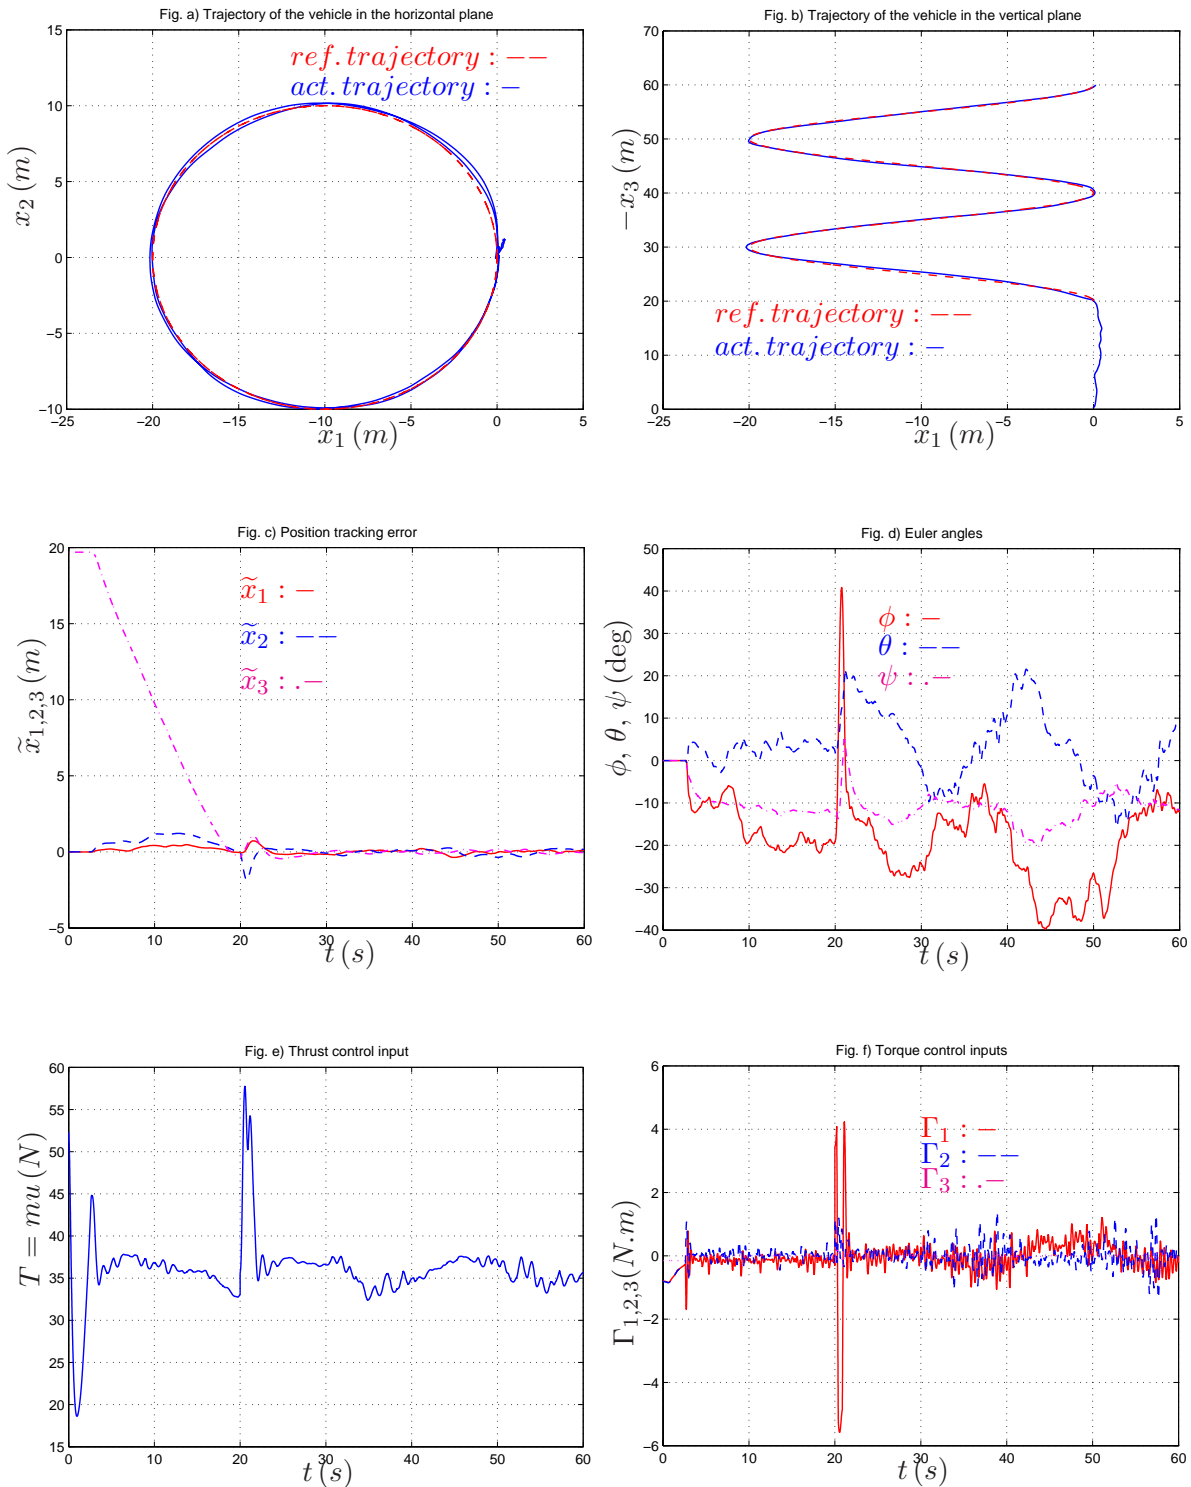 Fig. a) Trajectory of the vehicle in the horizontal plane
15
10
5
0
−5
−10
x₂ (m)
ref. trajectory : −−
act. trajectory : −
−25 −20 −15 −10 −5 0 5
x₁ (m)
Fig. b) Trajectory of the vehicle in the vertical plane
70
60
50
40
30
20
10
0
−x₃ (m)
ref. trajectory : −−
act. trajectory : −
−25 −20 −15 −10 −5 0 5
x₁ (m)
Fig. c) Position tracking error
20
15
10
5
0
−5
x̃₁,₂,₃ (m)
x̃₁ : −
x̃₂ : −−
x̃₃ : .−
0 10 20 30 40 50 60
t (s)
Fig. d) Euler angles
50
40
30
20
10
0
-10
-20
-30
-40
ϕ, θ, ψ (deg)
ϕ : −
θ : −−
ψ : .−
0 10 20 30 40 50 60
t (s)
Fig. e) Thrust control input
60
55
50
45
40
35
30
25
20
15
T = mu (N)
0 10 20 30 40 50 60
t (s)
Fig. f) Torque control inputs
6
4
2
0
−2
−4
−6
Γ₁,₂,₃(N.m)
Γ₁ : −
Γ₂ : −−
Γ₃ : .−
0 10 20 30 40 50 60
t (s)